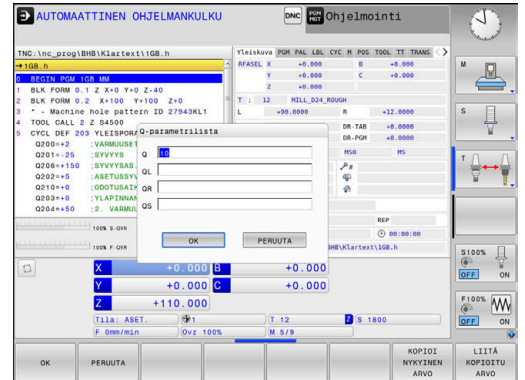 AUTOMAATTINEN OHJELMANKULKU
DNC
PGM MGT
Ohjelmointi
TNC:\nc_prog\BHB\Klartext\1GB.h
→1GB.h
0 BEGIN PGM 1GB MM
1 BLK FORM 0.1 Z X+0 Y+0 Z-40
2 BLK FORM 0.2 X+100 Y+100 Z+0
3 * - Machine hole pattern ID 27943KL1
4 TOOL CALL 2 Z S4500
5 CYCL DEF 203 YLEISPORA
Q200=+2 ;VARMUUSET
Q201=-25 ;SYVYYS
Q206=+150 ;SYVYYSAS.
Q202=+5 ;ASETUSSYV
Q210=+0 ;ODOTUSAIK
Q203=+0 ;YLAPINNAN
Q204=+50 ;2. VARMUU
Yleiskuva PGM PAL LBL CYC M POS TOOL TT TRANS
RFASEL X +0.000 B +0.000
Y +0.000 C +0.000
Z +0.000
T : 12 MILL_D24_ROUGH
L +90.0000 R +12.0000
DR-TAB +0.0000
DR-PGM +0.0000
M50 M5
REP
00:00:00
BHB\Klartext\1GB.h
Q-parametrilista
Q 10
QL
QR
QS
OK PERUUTA
100% S-OVR
100% F-OVR
X +0.000 B +0.000
Y +0.000 C +0.000
Z +110.000
Tila: ASET. 1 T 12 Z S 1800
F 0mm/min Ovr 100% M 5/9
M
S
T
S100%
OFF ON
F100%
OFF ON
OK
PERUUTA
KOPIOI NYKYINEN ARVO
LIITÄ KOPIOITU ARVO